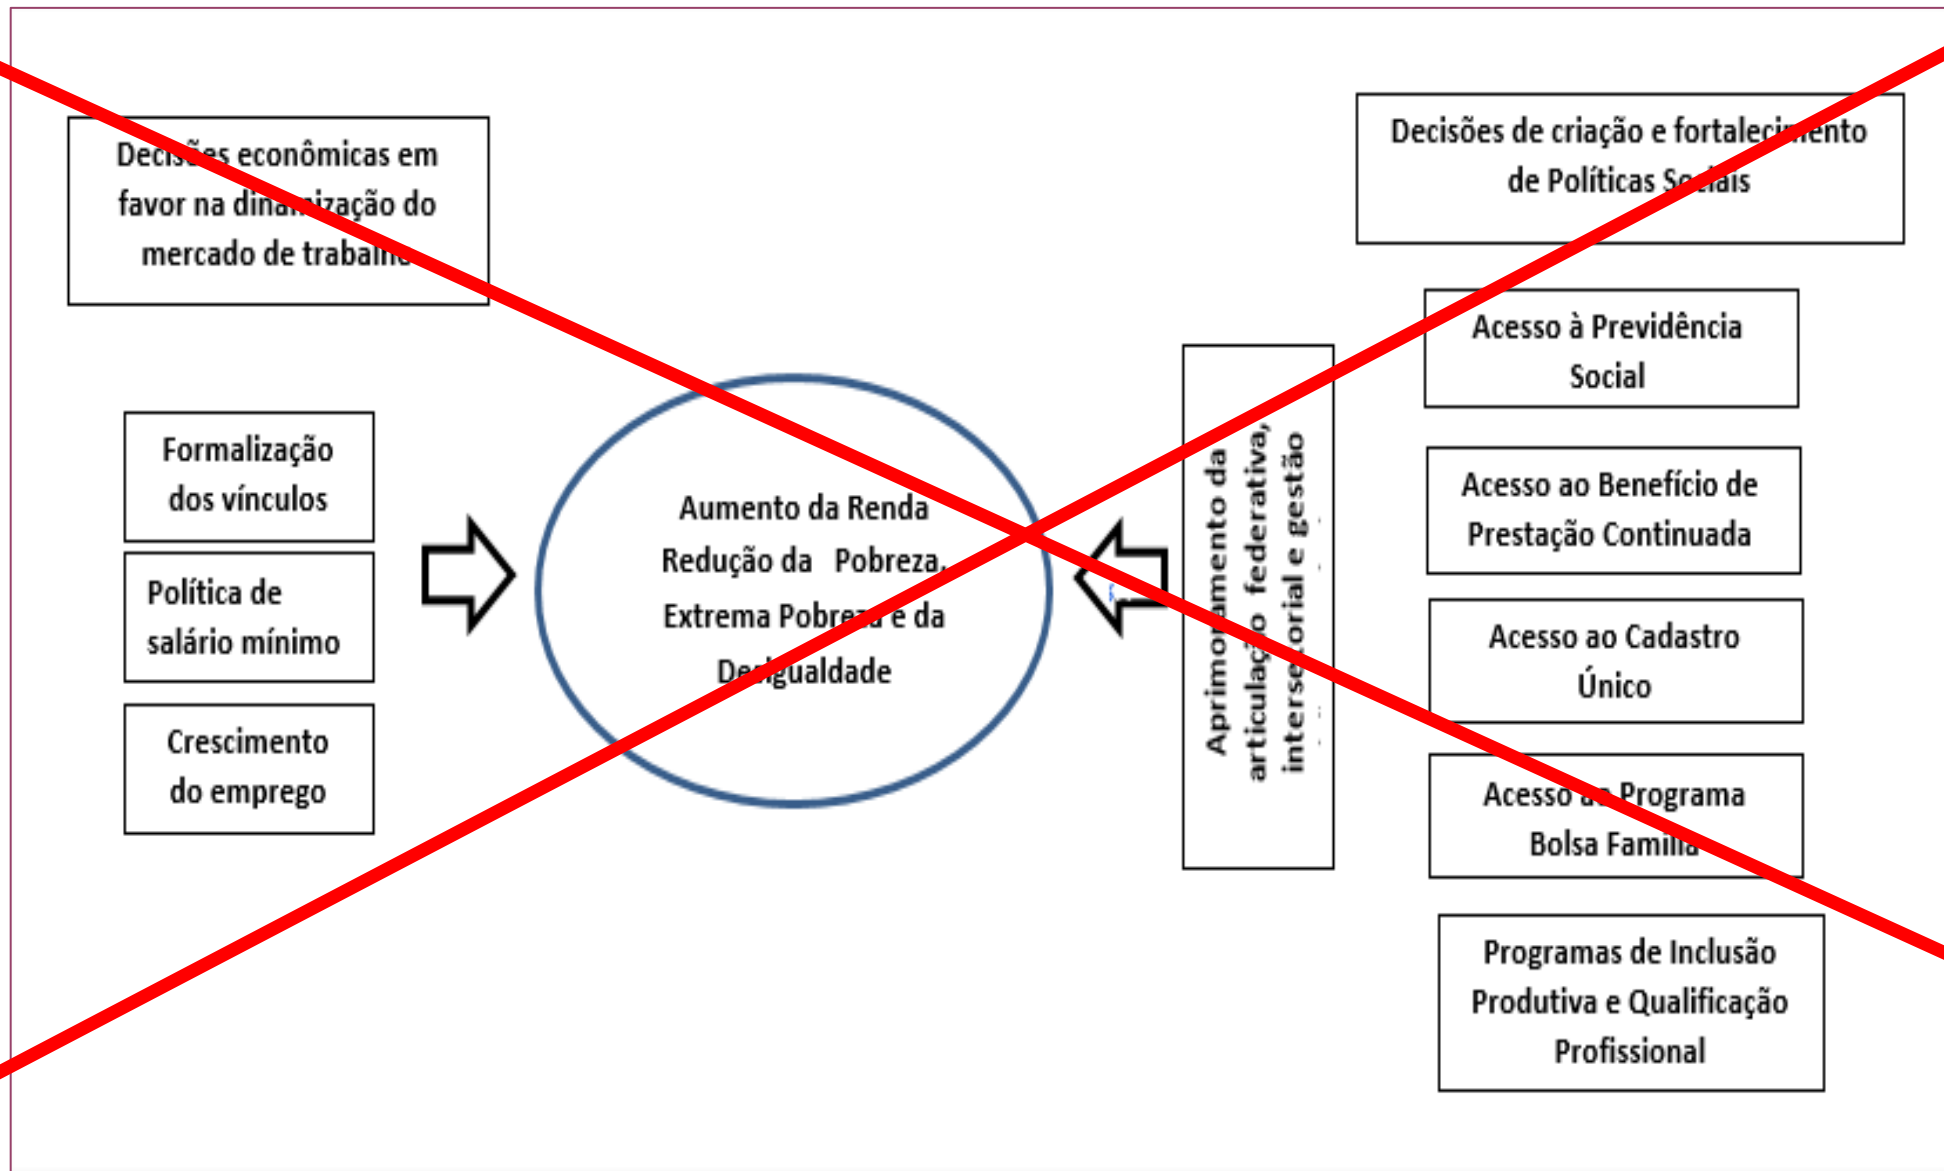 Decisões econômicas em
favor na dinamização do
mercado de trabalho
Formalização
dos vínculos
Política de
salário mínimo
Crescimento
do emprego
Aumento da Renda
Redução da Pobreza,
Extrema Pobreza e da
Desigualdade
Aprimoramento da
articulação federativa,
intersetorial e gestão
Decisões de criação e fortalecimento
de Políticas Sociais
Acesso à Previdência
Social
Acesso ao Benefício de
Prestação Continuada
Acesso ao Cadastro
Único
Acesso ao Programa
Bolsa Família
Programas de Inclusão
Produtiva e Qualificação
Profissional